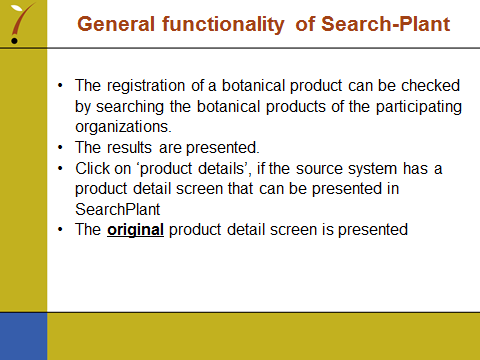 General functionality of Search-Plant
• The registration of a botanical product can be checked
by searching the botanical products of the participating
organizations.
• The results are presented.
• Click on ‘product details’, if the source system has a
product detail screen that can be presented in
SearchPlant
• The original product detail screen is presented